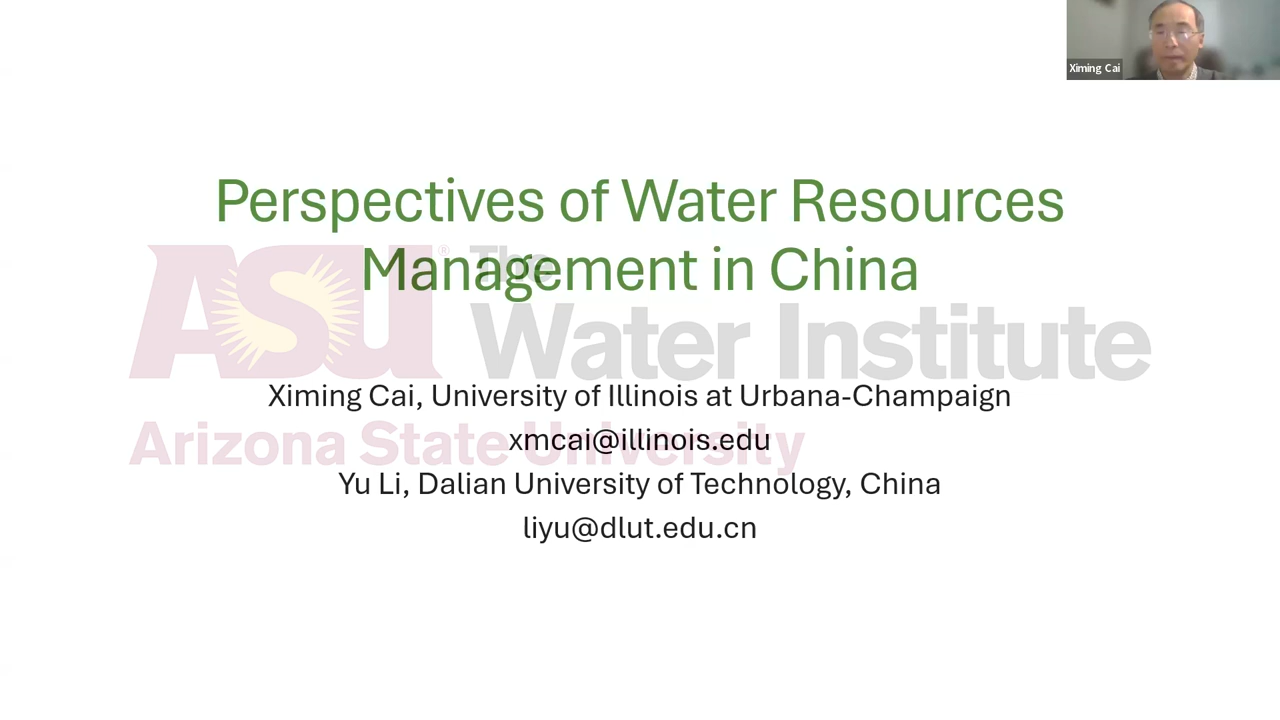 Ximing Cai
Perspectives of Water Resources
Management in China
ASU® The
Water Institute
Ximing Cai, University of Illinois at Urbana-Champaign
Arizona State University
xmcai@illinois.edu
Yu Li, Dalian University of Technology, China
liyu@dlut.edu.cn